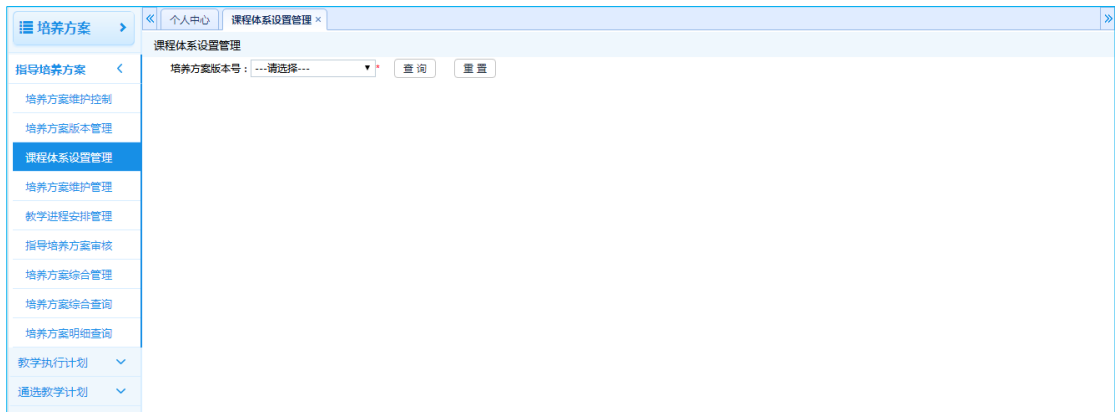 培养方案
个人中心 课程体系设置管理 ×
课程体系设置管理
培养方案版本号： ---请选择--- * 查 询 重 置
指导培养方案
培养方案维护控制
培养方案版本管理
课程体系设置管理
培养方案维护管理
教学进程安排管理
指导培养方案审核
培养方案综合管理
培养方案综合查询
培养方案明细查询
教学执行计划
通选教学计划